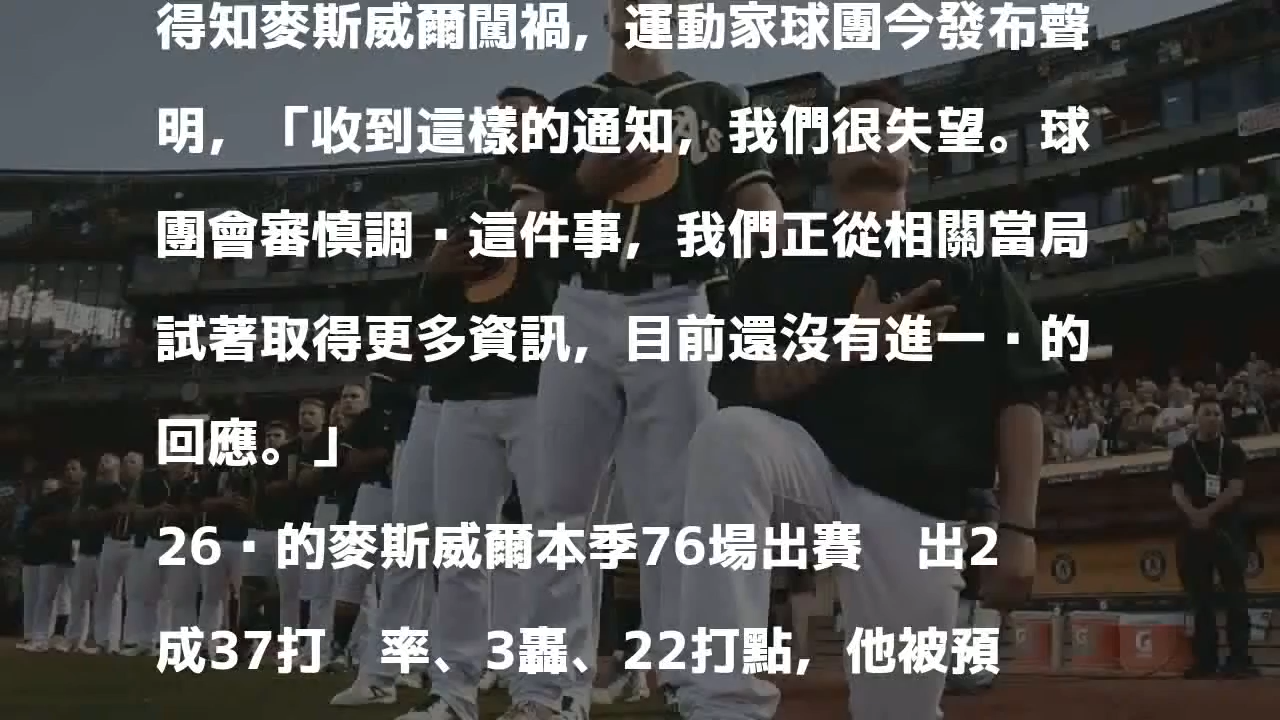 得知麥斯威爾闖禍，運動家球團今發布聲
明，「收到這樣的通知，我們很失望。球
團會審慎調·這件事，我們正從相關當局
試著取得更多資訊，目前還沒有進一·的
回應。」
26·的麥斯威爾本季76場出賽　出2
成37打　率、3轟、22打點，他被預
A's